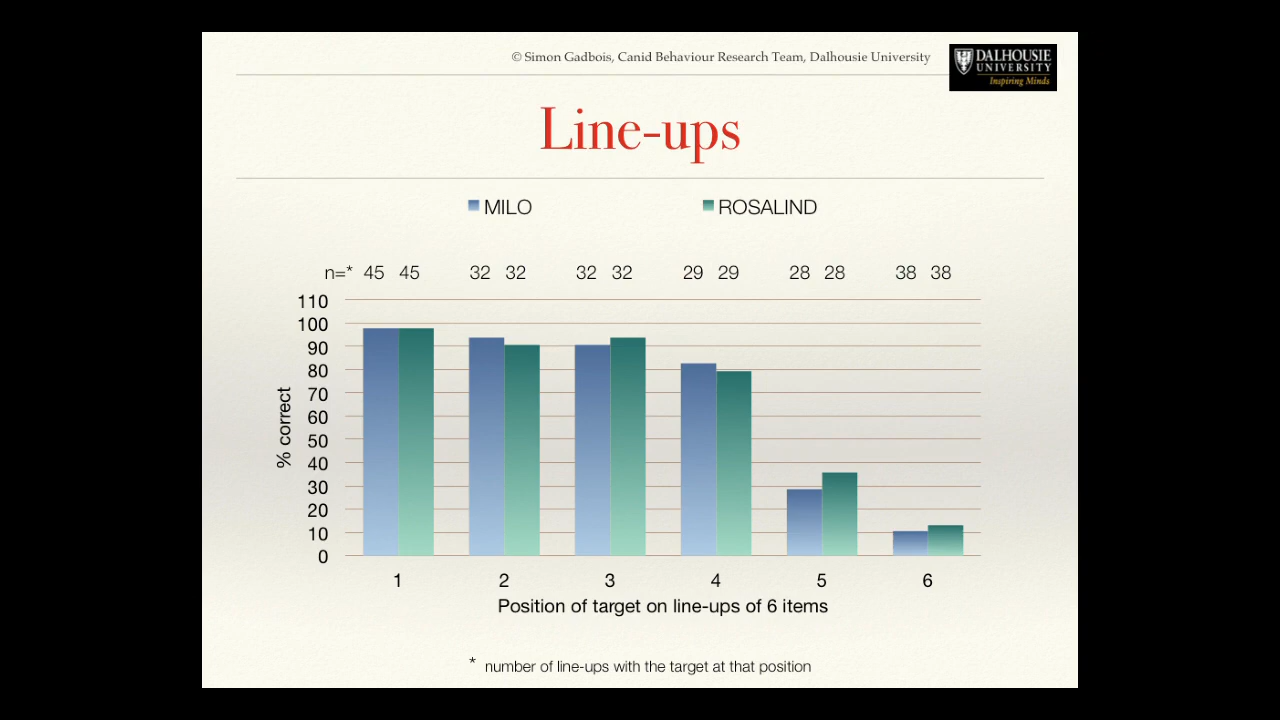 © Simon Gadbois, Canid Behaviour Research Team, Dalhousie University
DALHOUSIE
UNIVERSITY
Inspiring Minds
Line-ups
MILO ROSALIND
n=* 45 45 32 32 32 32 29 29 28 28 38 38
110
100
90
80
70
60
50
40
30
20
10
0
% correct
1 2 3 4 5 6
Position of target on line-ups of 6 items
* number of line-ups with the target at that position